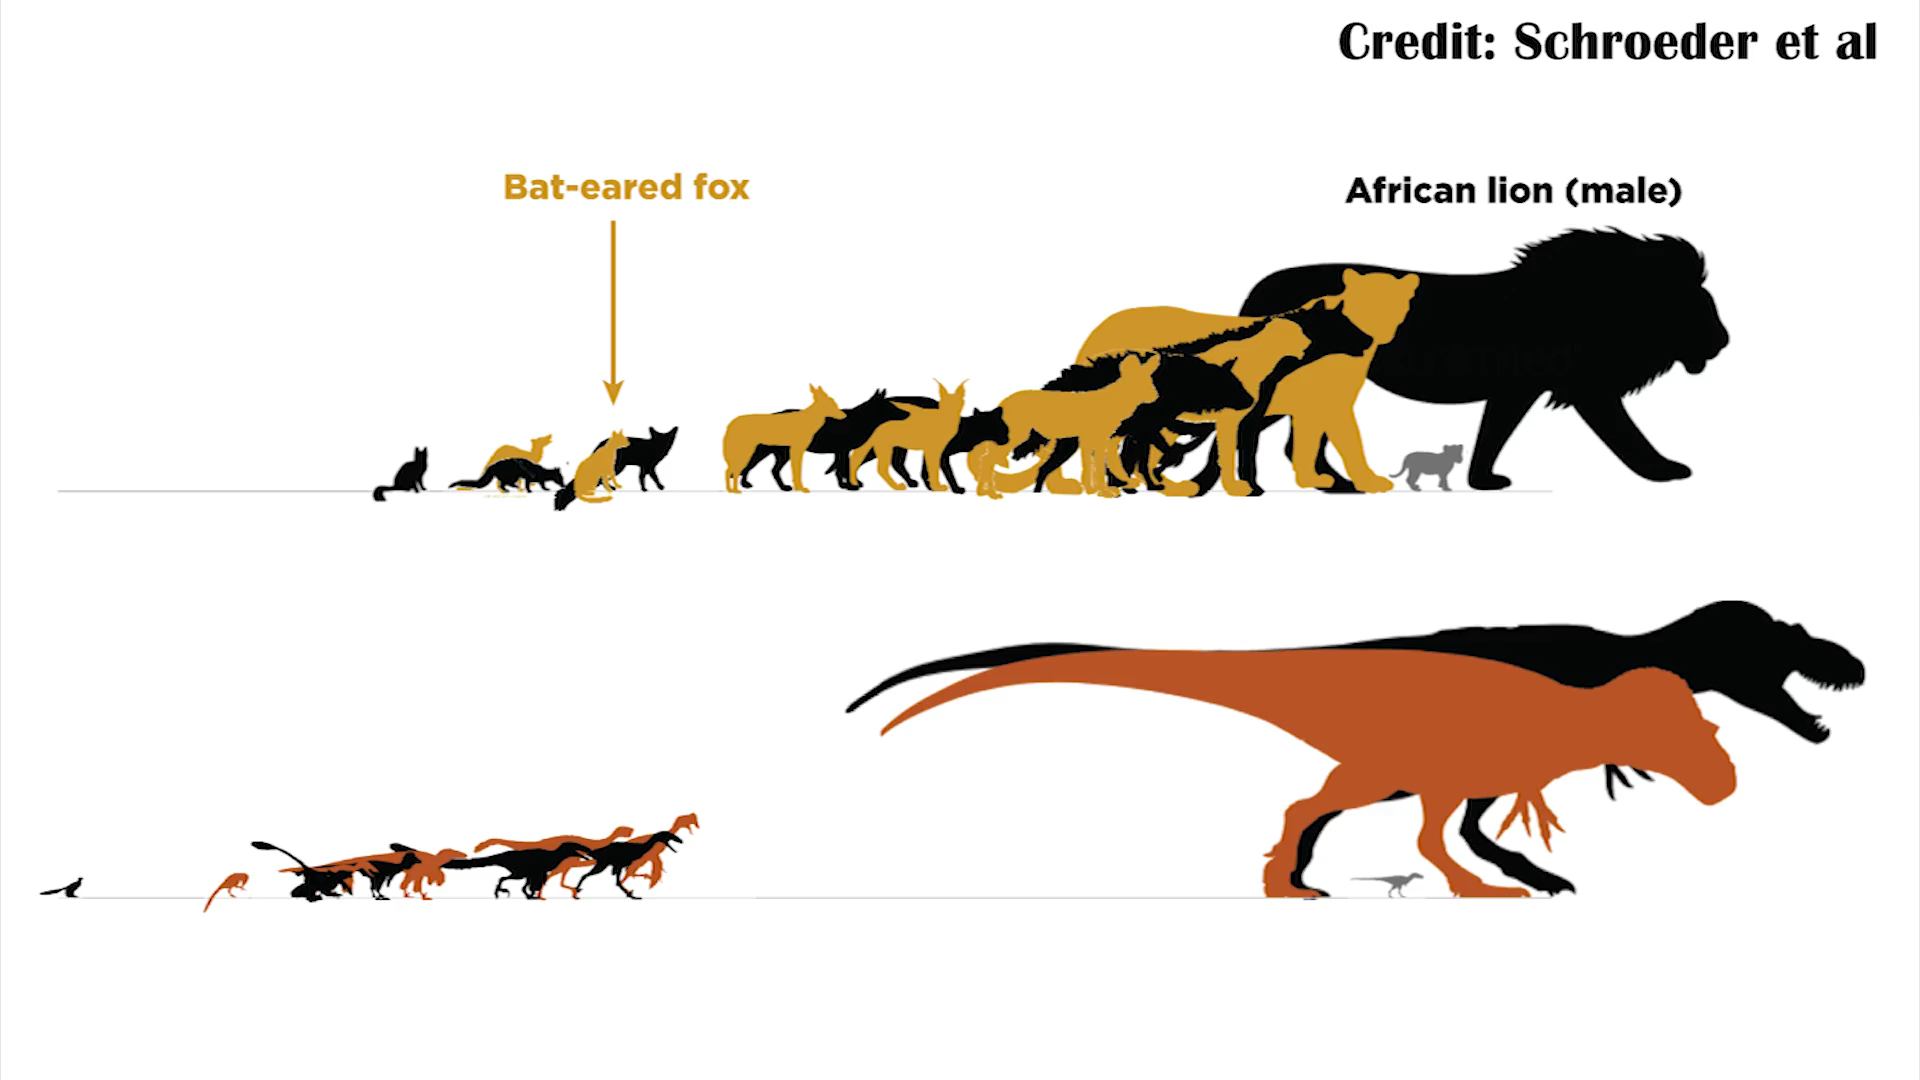 Credit: Schroeder et al
Bat-eared fox
African lion (male)